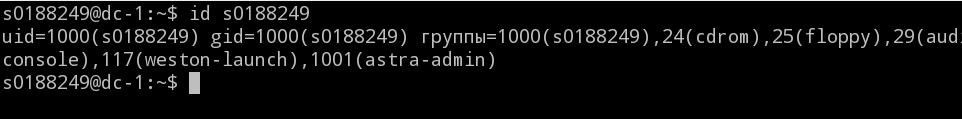 s0188249@dc-1:~$ id s0188249
uid=1000(s0188249) gid=1000(s0188249) группы=1000(s0188249),24(cdrom),25(floppy),29(audi
console),117(weston-launch),1001(astra-admin)
s0188249@dc-1:~$